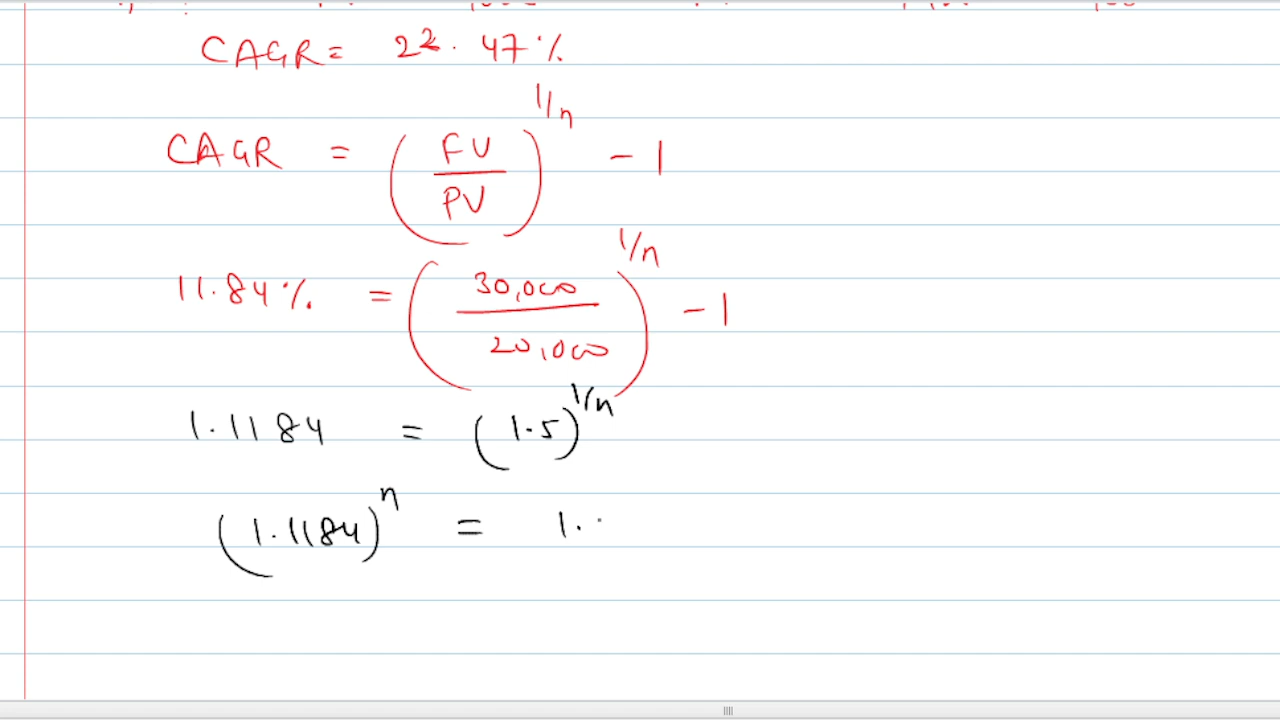 CAGR = 22.47%
CAGR = (FV/PV)^1/n - 1
11.84% = (30,000/20,000)^1/n - 1
1.1184 = (1.5)^1/n
(1.1184)^n = 1.